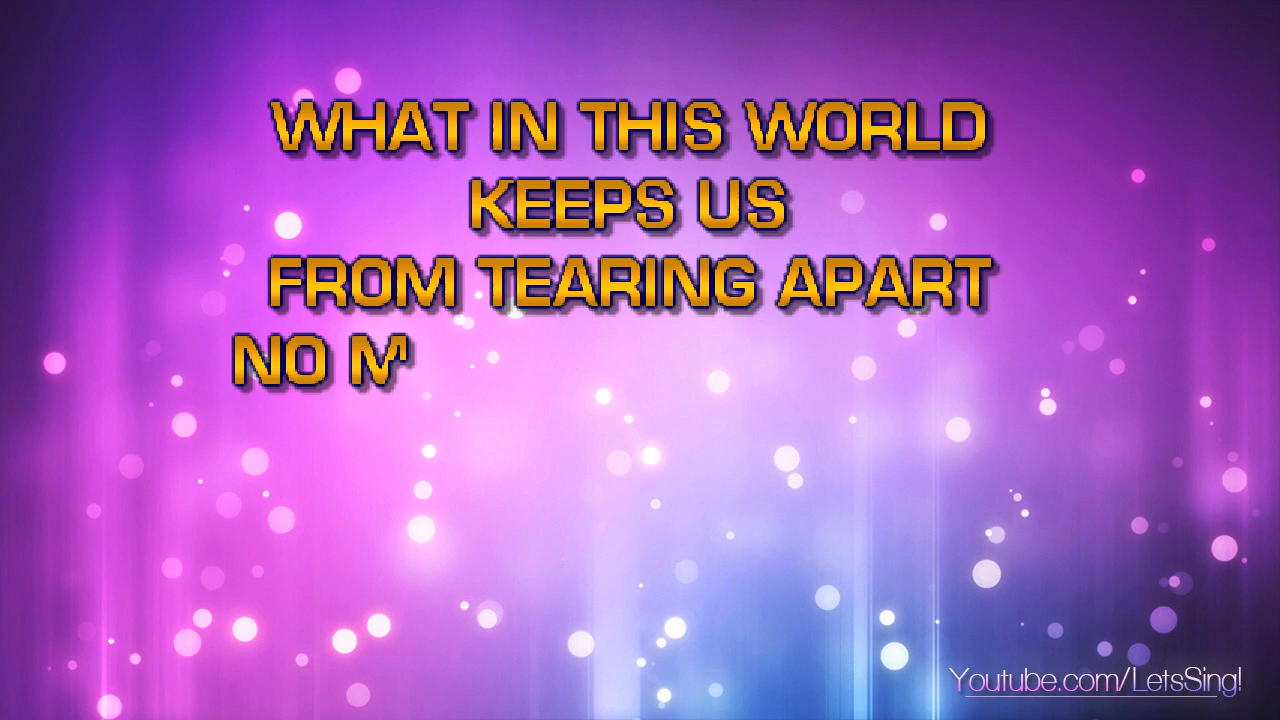 WHAT IN THIS WORLD
KEEPS US
FROM TEARING APART
NO M
Youtube.com/LetsSing!